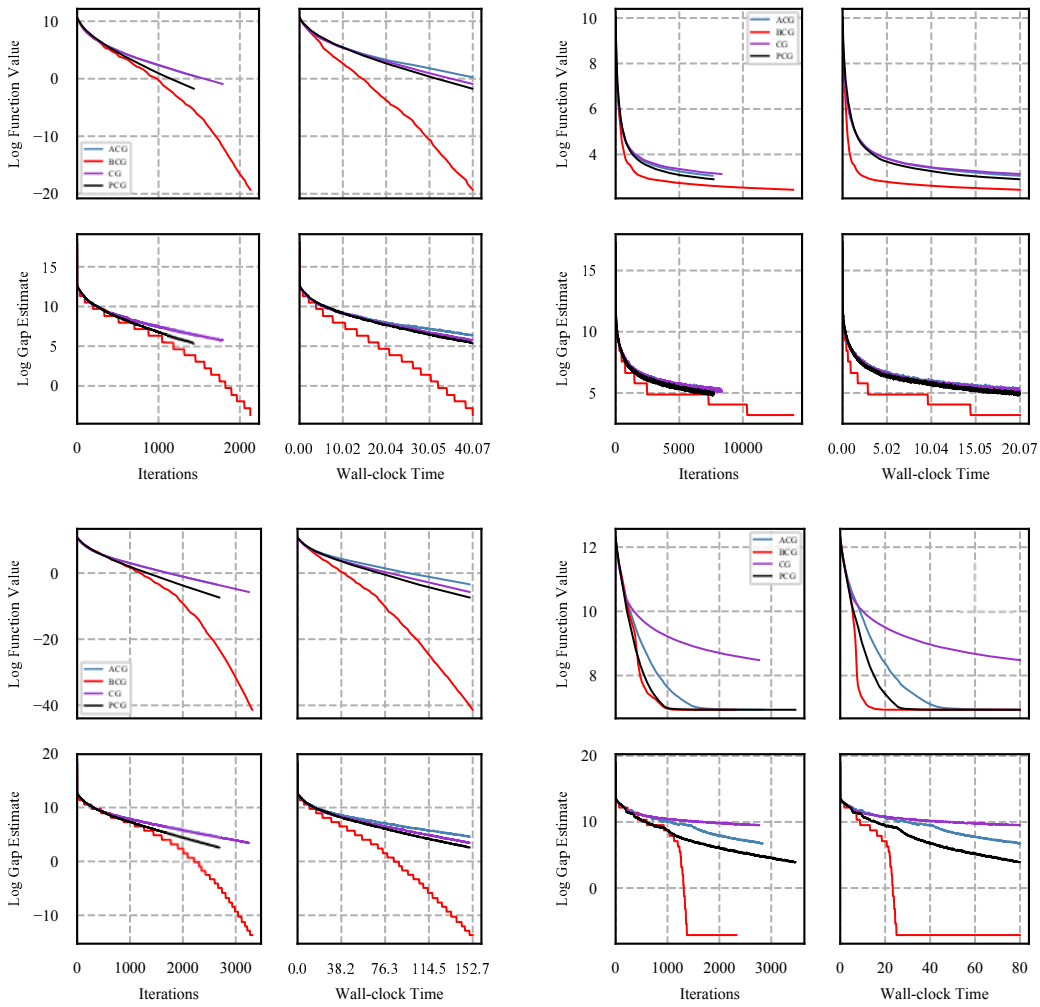 Log Function Value
10
0
−10
−20
ACG
BCG
CG
PCG
Log Gap Estimate
15
10
5
0
0
1000
2000
Iterations
0.00
10.02
20.04
30.05
40.07
Wall-clock Time
Log Function Value
10
8
6
4
ACG
BCG
CG
PCG
Log Gap Estimate
15
10
5
0
5000
10000
Iterations
0.00
5.02
10.04
15.05
20.07
Wall-clock Time
Log Function Value
0
−20
−40
ACG
BCG
CG
PCG
Log Gap Estimate
20
10
0
−10
0
1000
2000
3000
Iterations
0.0
38.2
76.3
114.5
152.7
Wall-clock Time
Log Function Value
12
10
8
ACG
BCG
CG
PCG
Log Gap Estimate
20
10
0
0
1000
2000
3000
Iterations
0
20
40
60
80
Wall-clock Time